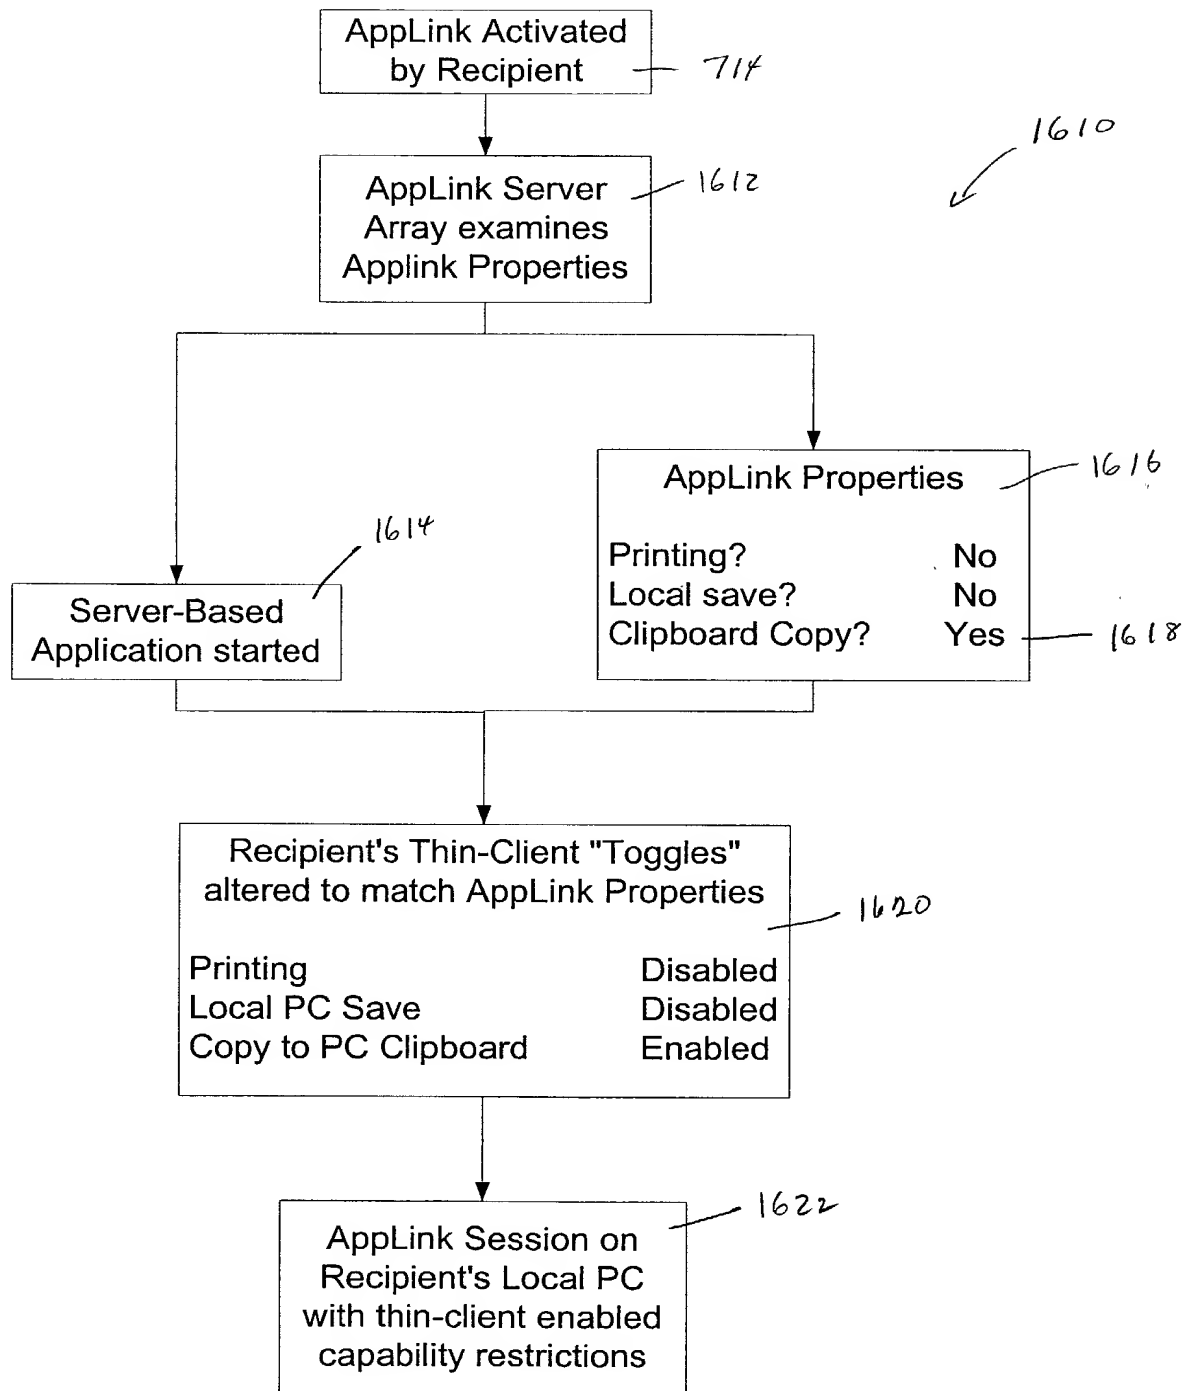 AppLink Activated
by Recipient
714
1610
AppLink Server
Array examines
Applink Properties
1612
AppLink Properties
1616
Printing? No
Local save? No
Clipboard Copy? Yes
1618
1614
Server-Based
Application started
Recipient's Thin-Client "Toggles"
altered to match AppLink Properties
1620
Printing Disabled
Local PC Save Disabled
Copy to PC Clipboard Enabled
1622
AppLink Session on
Recipient's Local PC
with thin-client enabled
capability restrictions